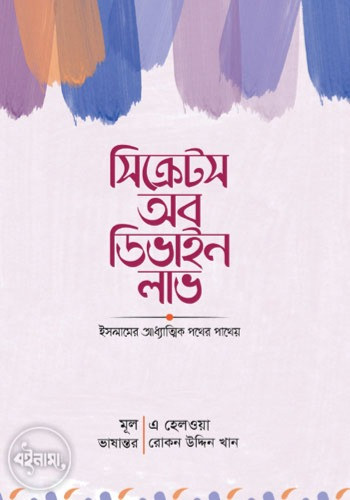 সিক্রেটস
অব
ডিভাইন
লাভ
ইসলামের আধ্যাত্মিক পথের পাথেয়
মূল | এ হেলওয়া
ভাষান্তর | রোকন উদ্দিন খান
বইনামা